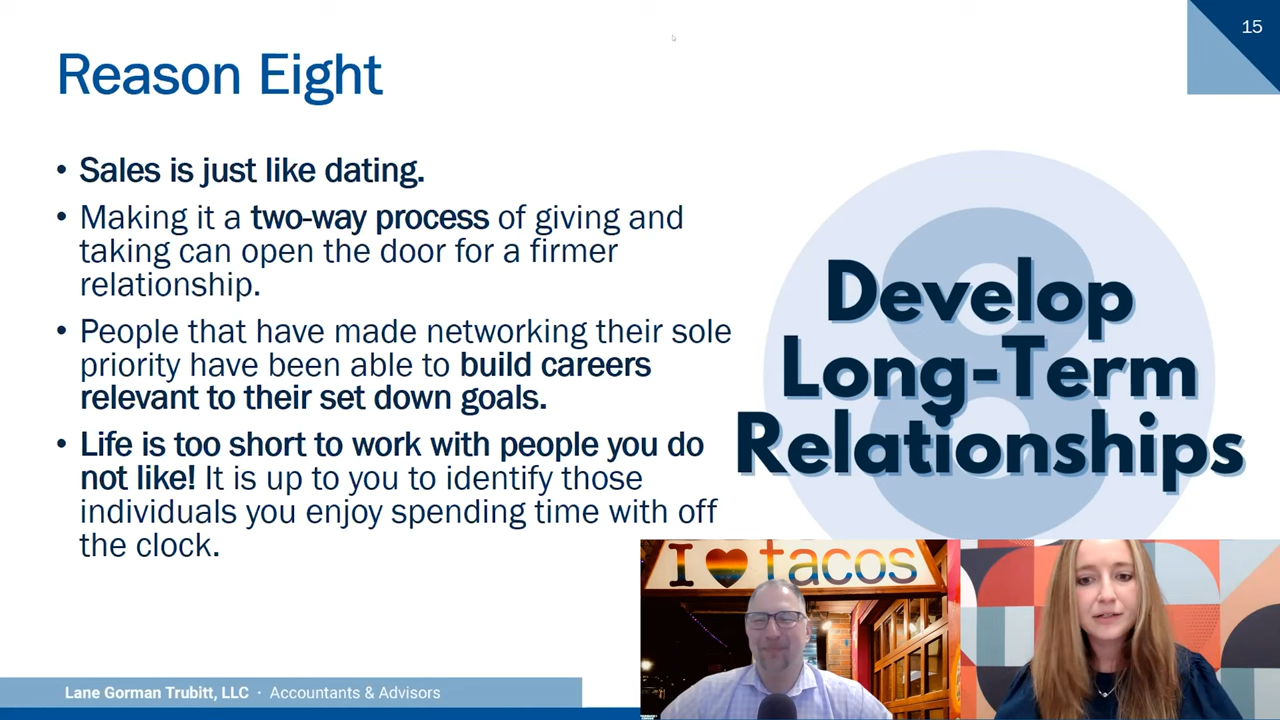 15
Reason Eight
• Sales is just like dating.
• Making it a two-way process of giving and
taking can open the door for a firmer
relationship.
• People that have made networking their sole
priority have been able to build careers
relevant to their set down goals.
• Life is too short to work with people you do
not like! It is up to you to identify those
individuals you enjoy spending time with off
the clock.
8
Develop
Long-Term
Relationships
I ♥ tacos
Lane Gorman Trubitt, LLC · Accountants & Advisors